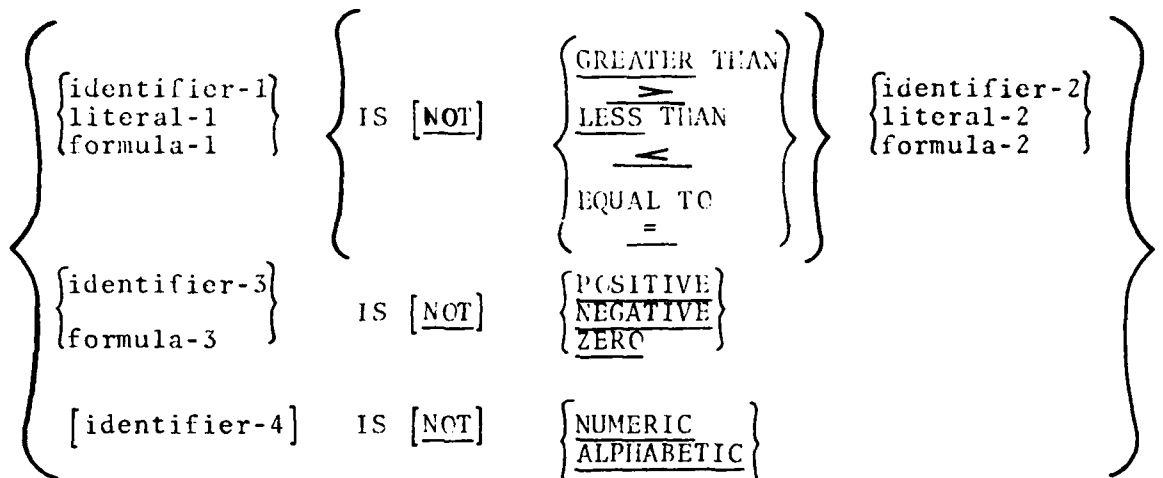 GREATER THAN
identifier-1 > identifier-2
literal-1 IS [NOT] LESS THAN literal-2
formula-1 < formula-2
EQUAL TO
=
identifier-3 POSITIVE
IS [NOT] NEGATIVE
formula-3 ZERO
[identifier-4] IS [NOT] NUMERIC
ALPHABETIC